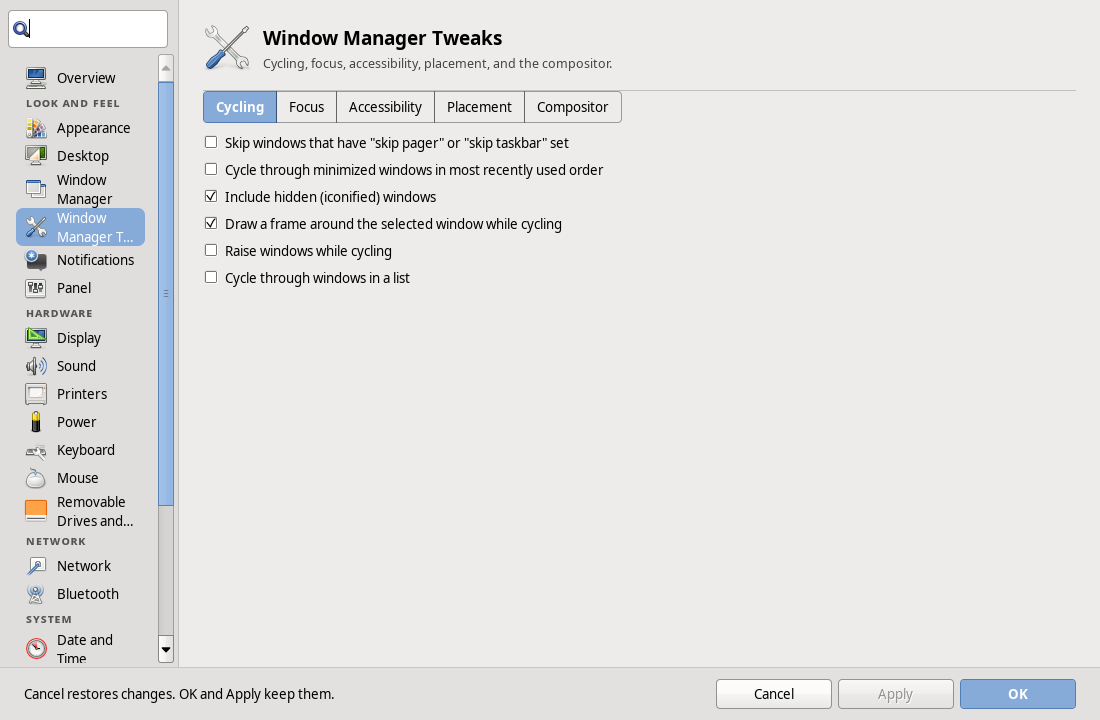 Overview
LOOK AND FEEL
Appearance
Desktop
Window
Manager
Window
Manager T...
Notifications
Panel
HARDWARE
Display
Sound
Printers
Power
Keyboard
Mouse
Removable
Drives and...
NETWORK
Network
Bluetooth
SYSTEM
Date and
Time
Window Manager Tweaks
Cycling, focus, accessibility, placement, and the compositor.
Cycling Focus Accessibility Placement Compositor
Skip windows that have "skip pager" or "skip taskbar" set
Cycle through minimized windows in most recently used order
Include hidden (iconified) windows
Draw a frame around the selected window while cycling
Raise windows while cycling
Cycle through windows in a list
Cancel restores changes. OK and Apply keep them.
Cancel Apply OK